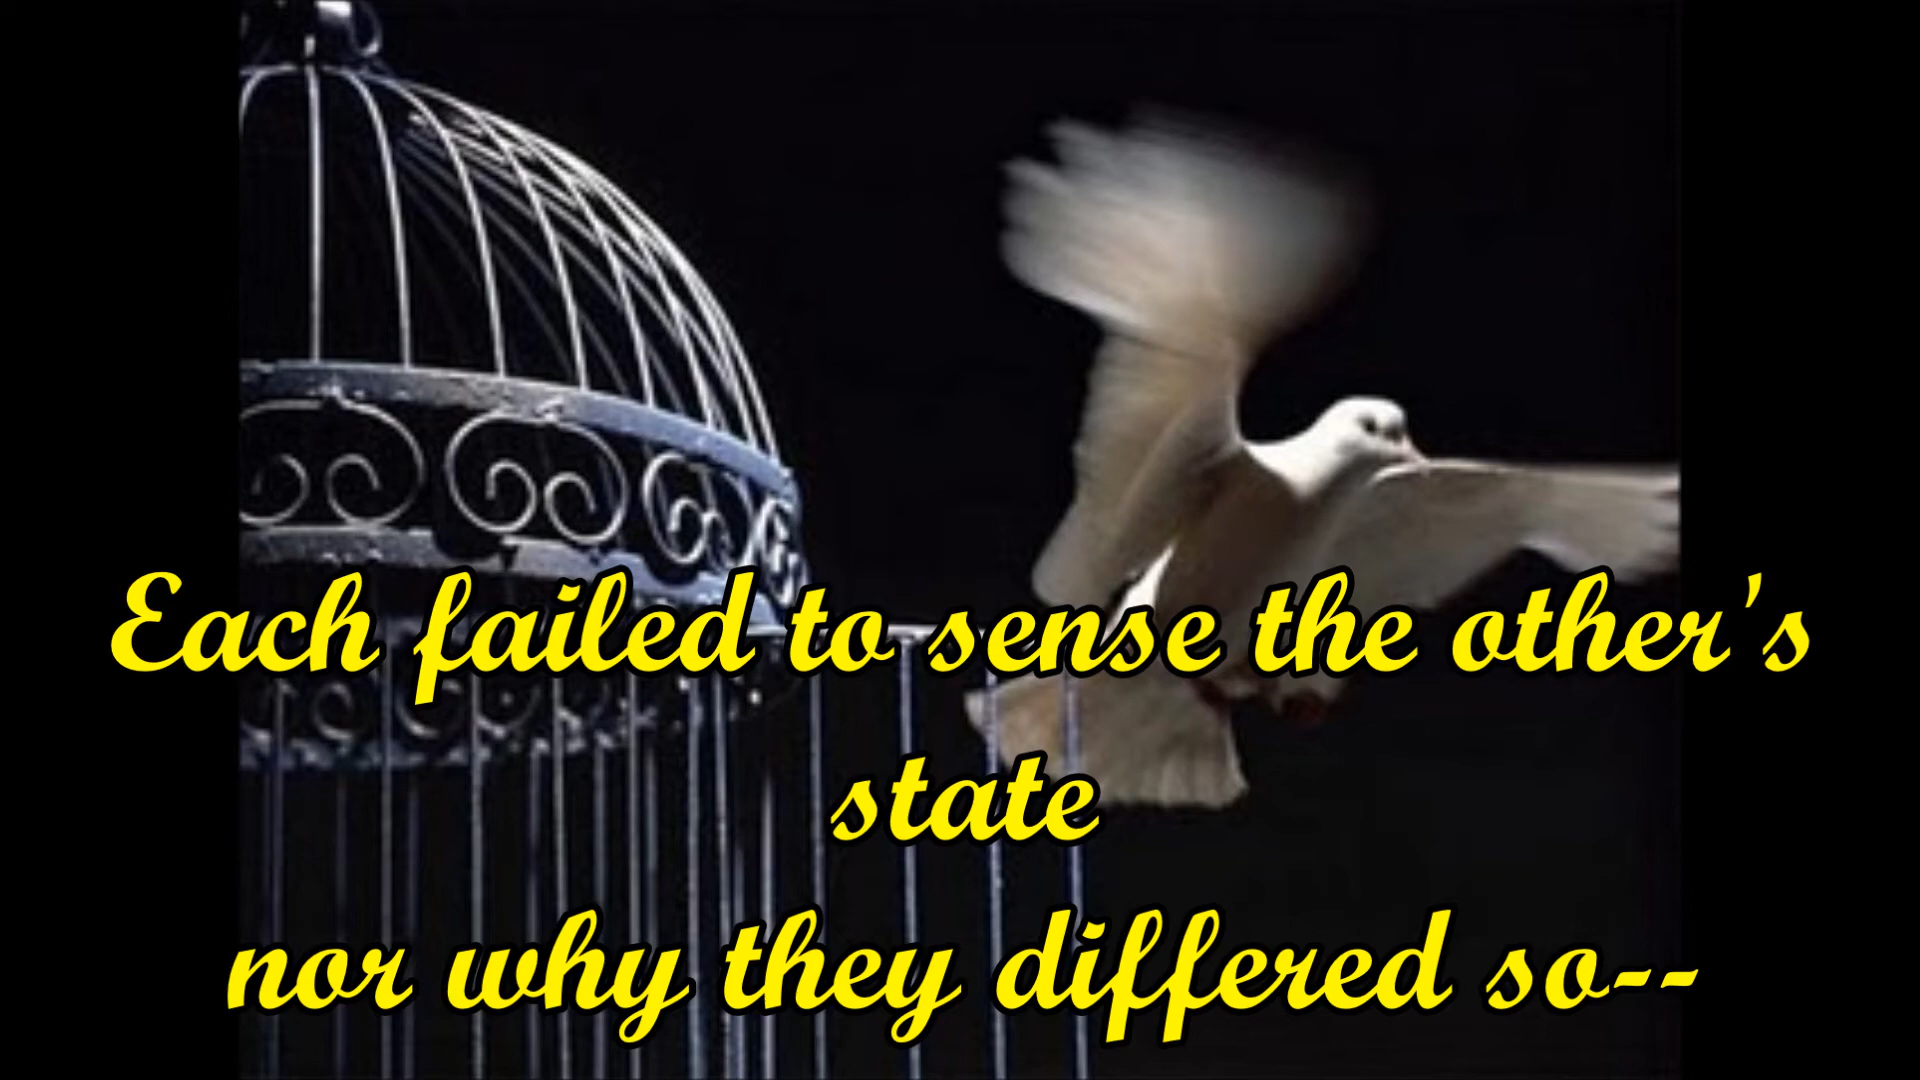 Each failed to sense the other's
state
nor why they differed so--